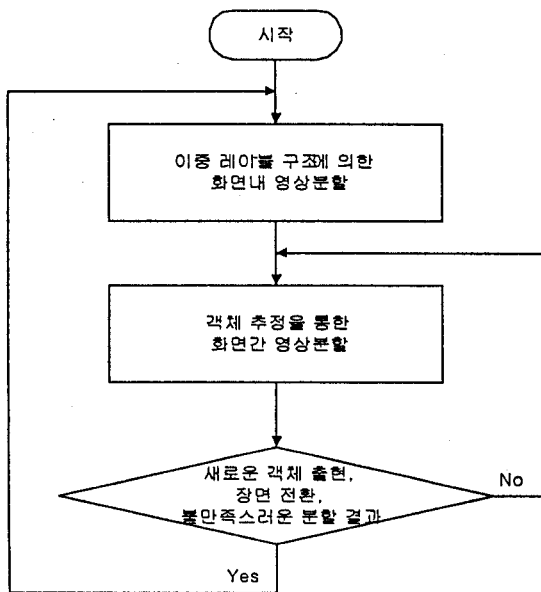 시작
이중 레이블 구조에 의한
화면내 영상분할
객체 추정을 통한
화면간 영상분할
새로운 객체 출현,
장면 전환,
불만족스러운 분할 결과
No
Yes